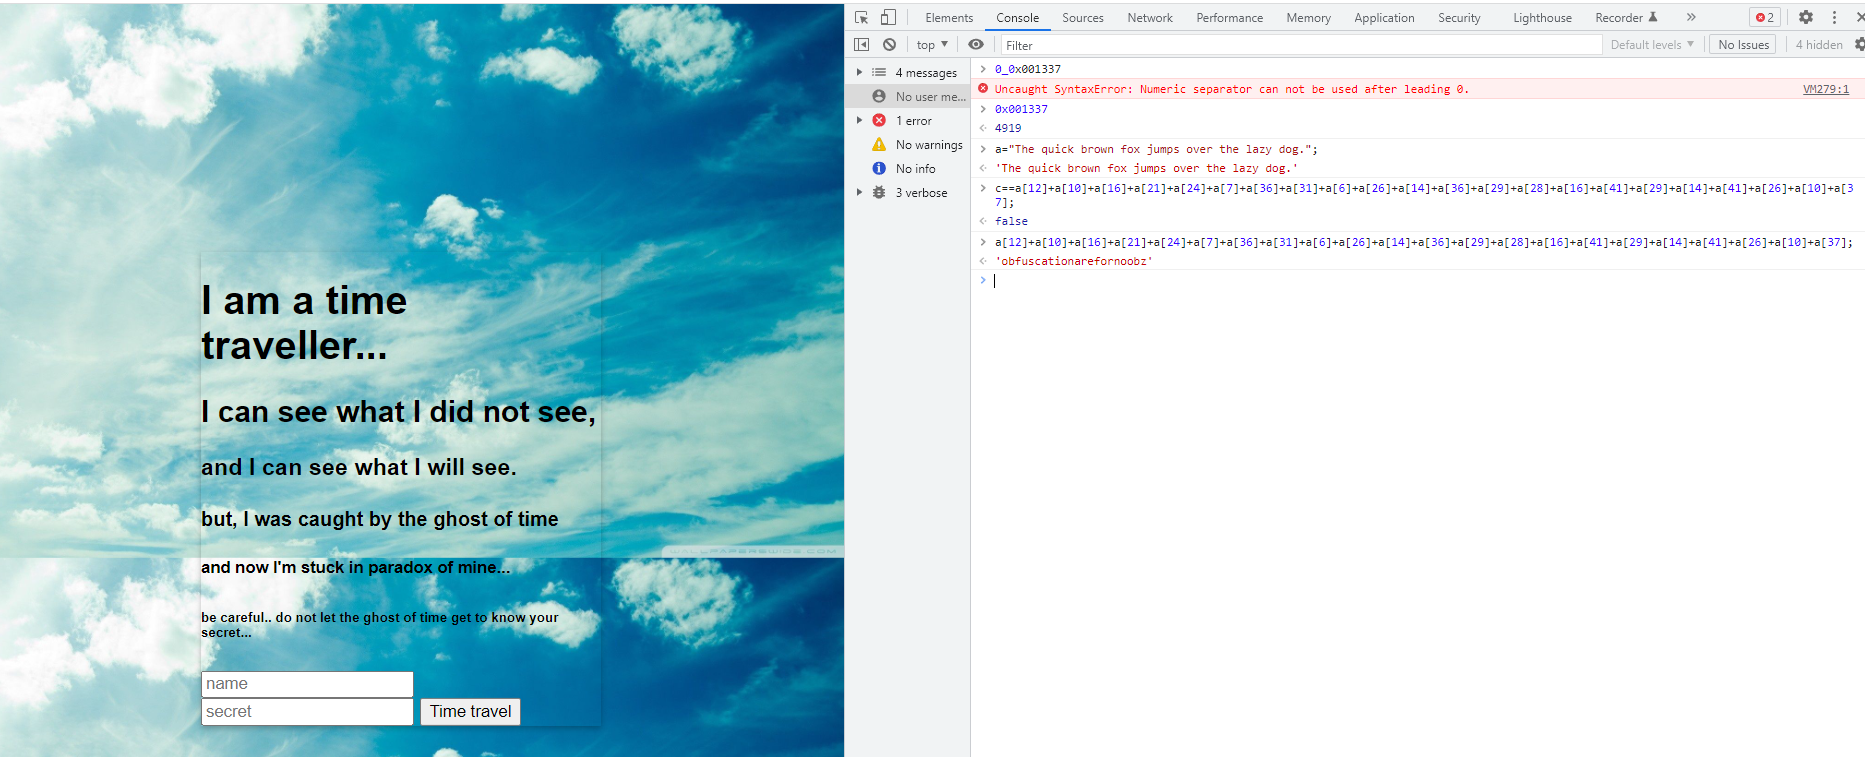 I am a time
traveller...
I can see what I did not see,
and I can see what I will see.
but, I was caught by the ghost of time
and now I'm stuck in paradox of mine...
be careful.. do not let the ghost of time get to know your
secret...
name
secret
Time travel
WALLPAPERSWIDE.COM
Elements Console Sources Network Performance Memory Application Security Lighthouse Recorder » 2
top ▼ Filter Default levels ▼ No Issues 4 hidden
4 messages
No user me...
1 error
No warnings
No info
3 verbose
> 0_0x001337
Uncaught SyntaxError: Numeric separator can not be used after leading 0. VM279:1
> 0x001337
4919
> a="The quick brown fox jumps over the lazy dog.";
'The quick brown fox jumps over the lazy dog.'
> c==a[12]+a[10]+a[16]+a[21]+a[24]+a[7]+a[36]+a[31]+a[6]+a[26]+a[14]+a[36]+a[29]+a[28]+a[16]+a[41]+a[29]+a[14]+a[41]+a[26]+a[10]+a[3
7];
false
> a[12]+a[10]+a[16]+a[21]+a[24]+a[7]+a[36]+a[31]+a[6]+a[26]+a[14]+a[36]+a[29]+a[28]+a[16]+a[41]+a[29]+a[14]+a[41]+a[26]+a[10]+a[37];
'obfuscationarefornoobz'
>